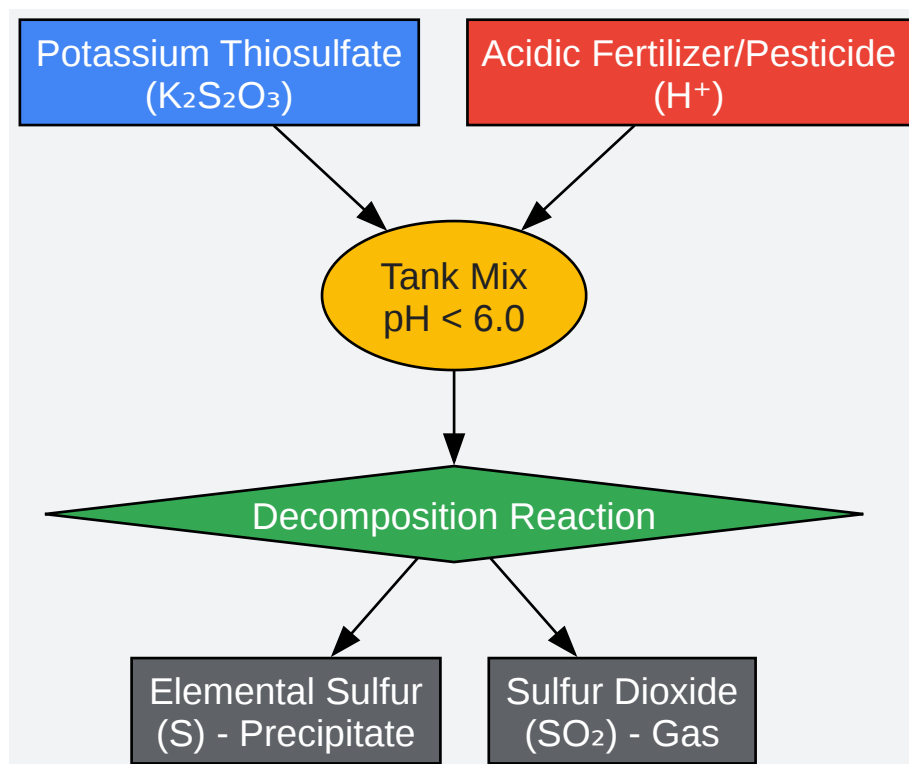 Potassium Thiosulfate
(K₂S₂O₃)
Acidic Fertilizer/Pesticide
(H⁺)
Tank Mix
pH < 6.0
Decomposition Reaction
Elemental Sulfur
(S) - Precipitate
Sulfur Dioxide
(SO₂) - Gas